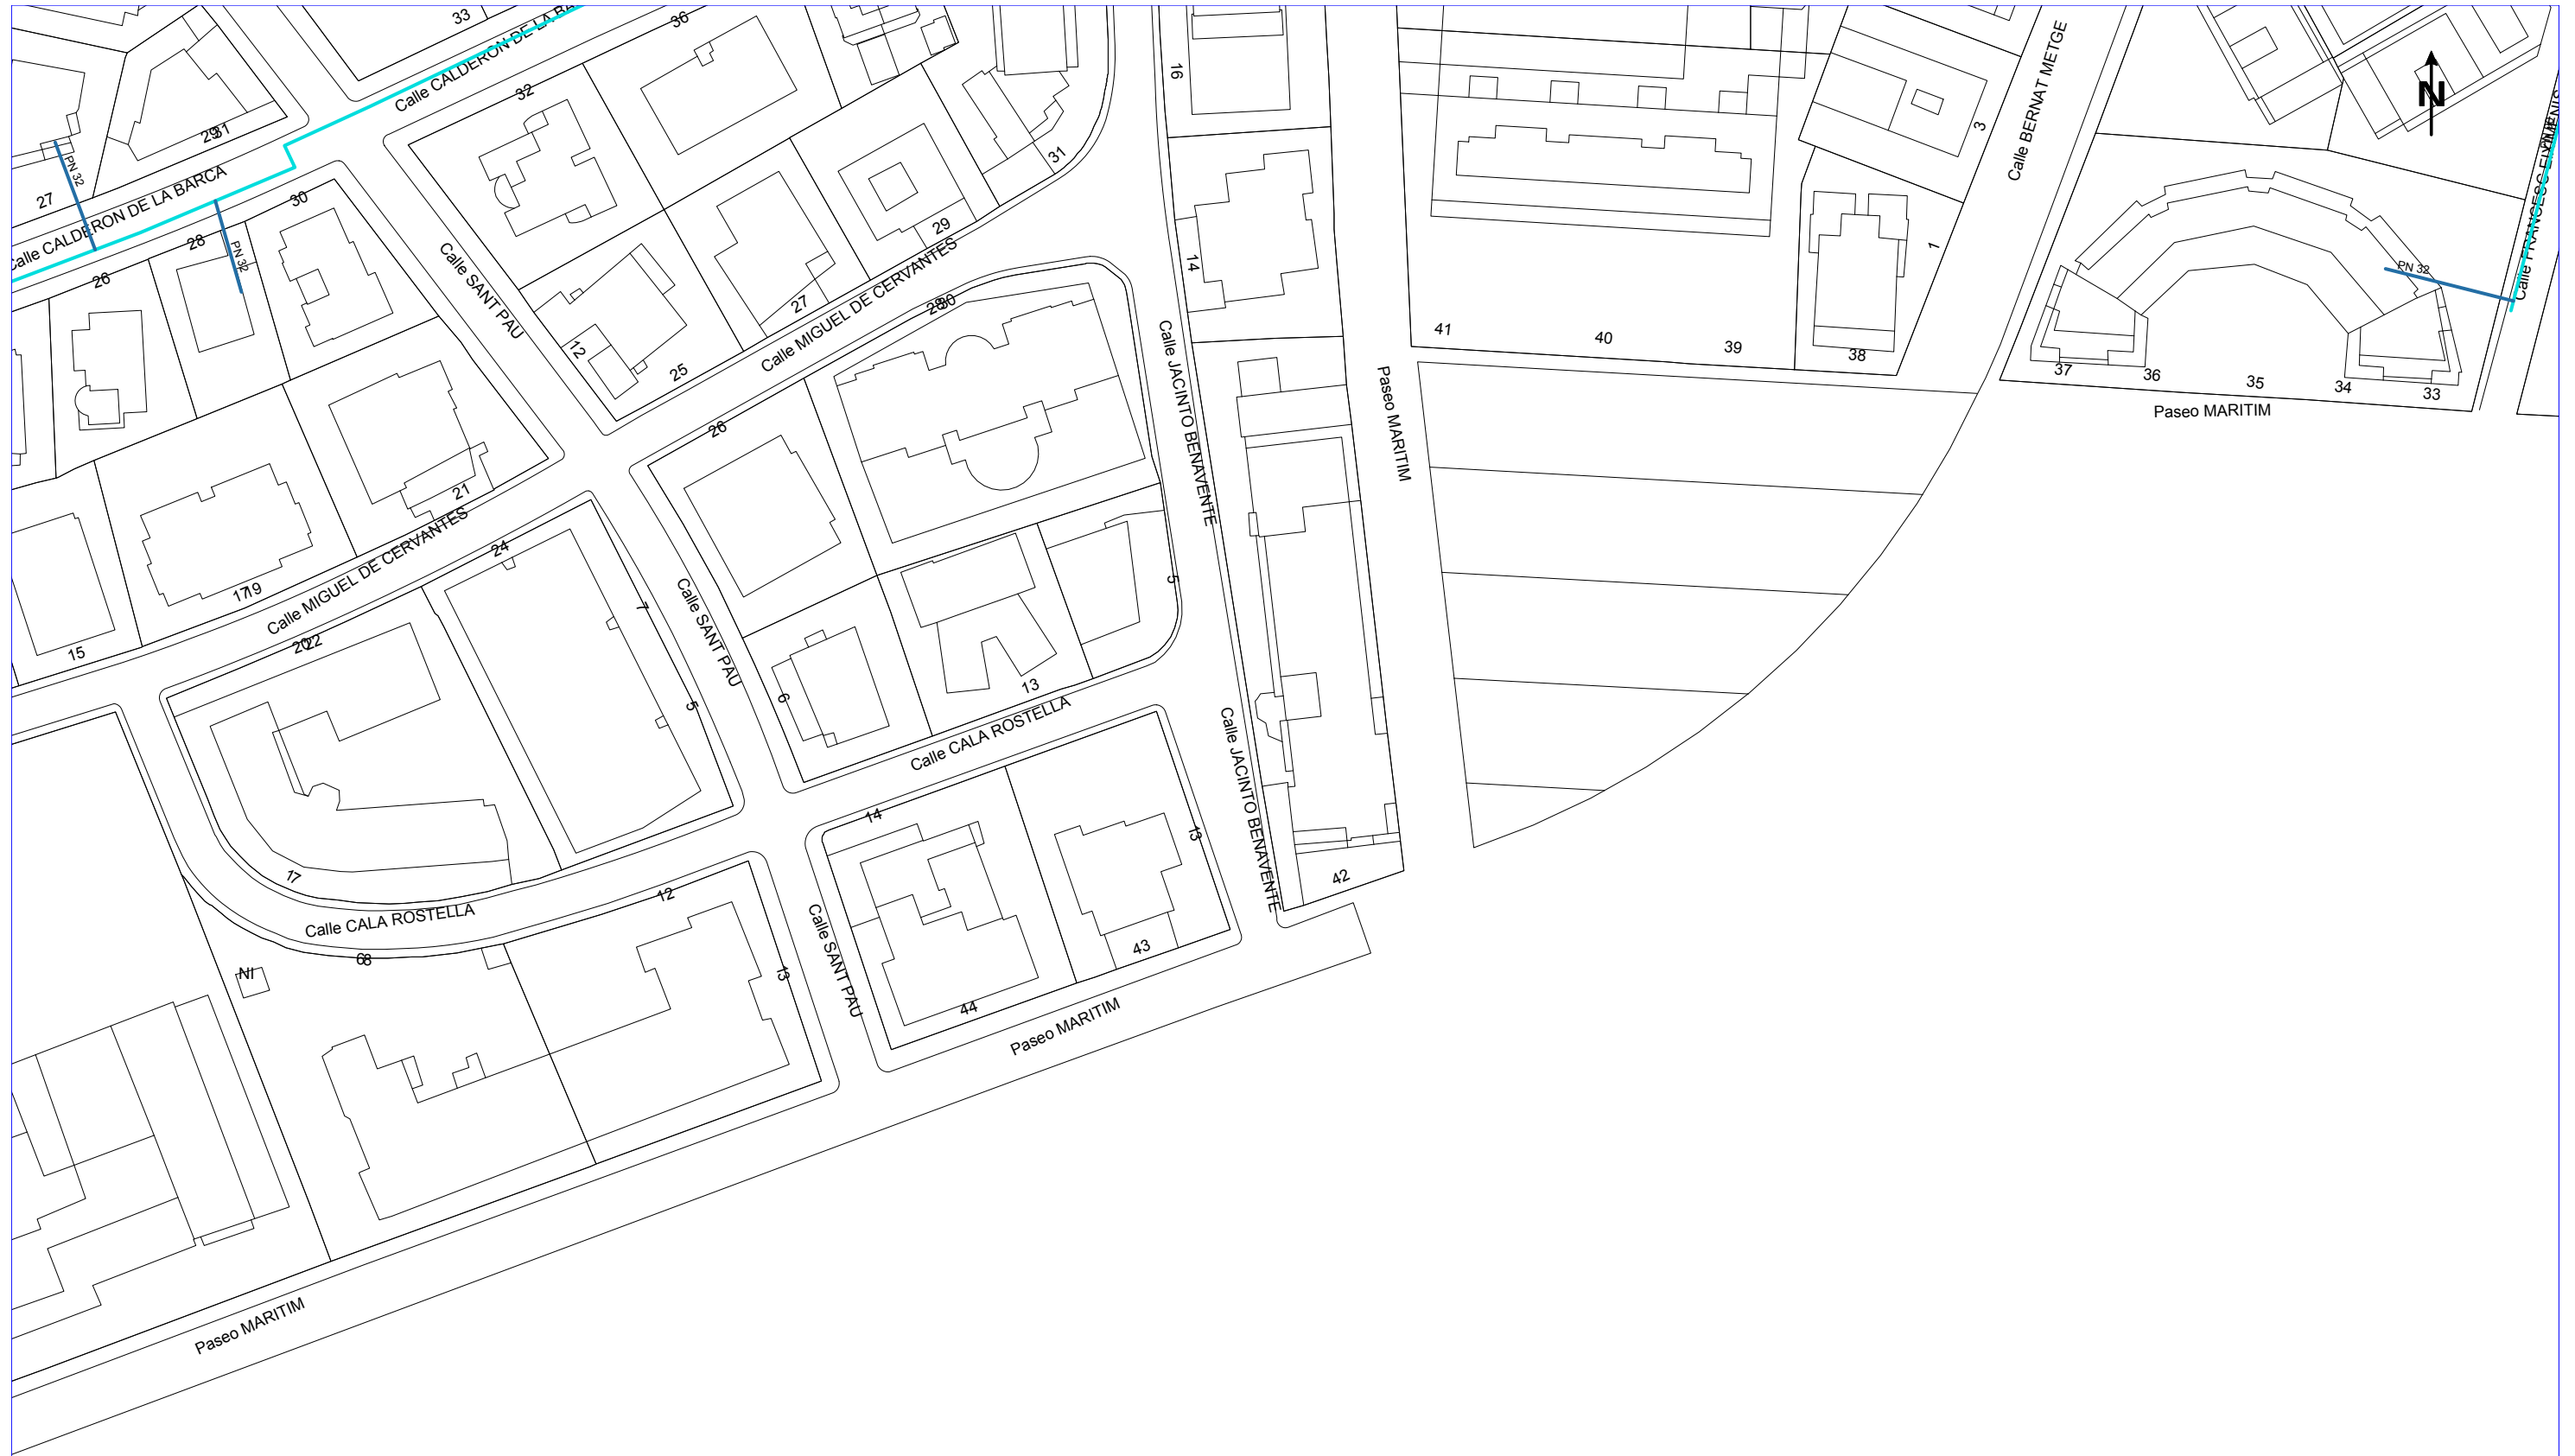 33
36
Calle CALDERON DE LA BA
32
16
Calle BERNAT METGE
3
N
29
31
27
PN 32
Calle CALDERON DE LA BARCA
30
28
PN 32
26
31
29
Calle SANT PAU
Calle MIGUEL DE CERVANTES
27
28
30
12
25
14
1
41
40
39
38
37
36
35
34
33
PN 32
Paseo MARITIM
Paseo MARITIM
Calle JACINTO BENAVENTE
26
21
Calle MIGUEL DE CERVANTES
24
17
19
20
22
15
7
5
Calle SANT PAU
6
13
5
Calle CALA ROSTELLA
14
13
Calle JACINTO BENAVENTE
42
17
Calle CALA ROSTELLA
12
6
8
13
Calle SANT PAU
44
43
Paseo MARITIM
Paseo MARITIM